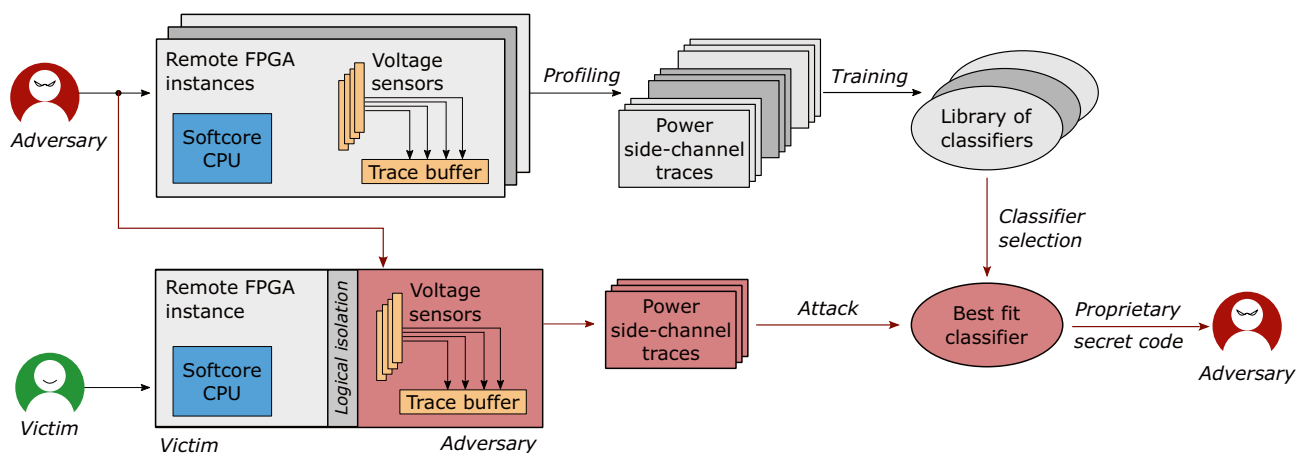 Adversary
Remote FPGA
instances
Softcore
CPU
Voltage
sensors
Trace buffer
Profiling
Power
side-channel
traces
Training
Library of
classifiers
Classifier
selection
Victim
Remote FPGA
instance
Softcore
CPU
Victim
Logical isolation
Voltage
sensors
Trace buffer
Adversary
Power
side-channel
traces
Attack
Best fit
classifier
Proprietary
secret code
Adversary